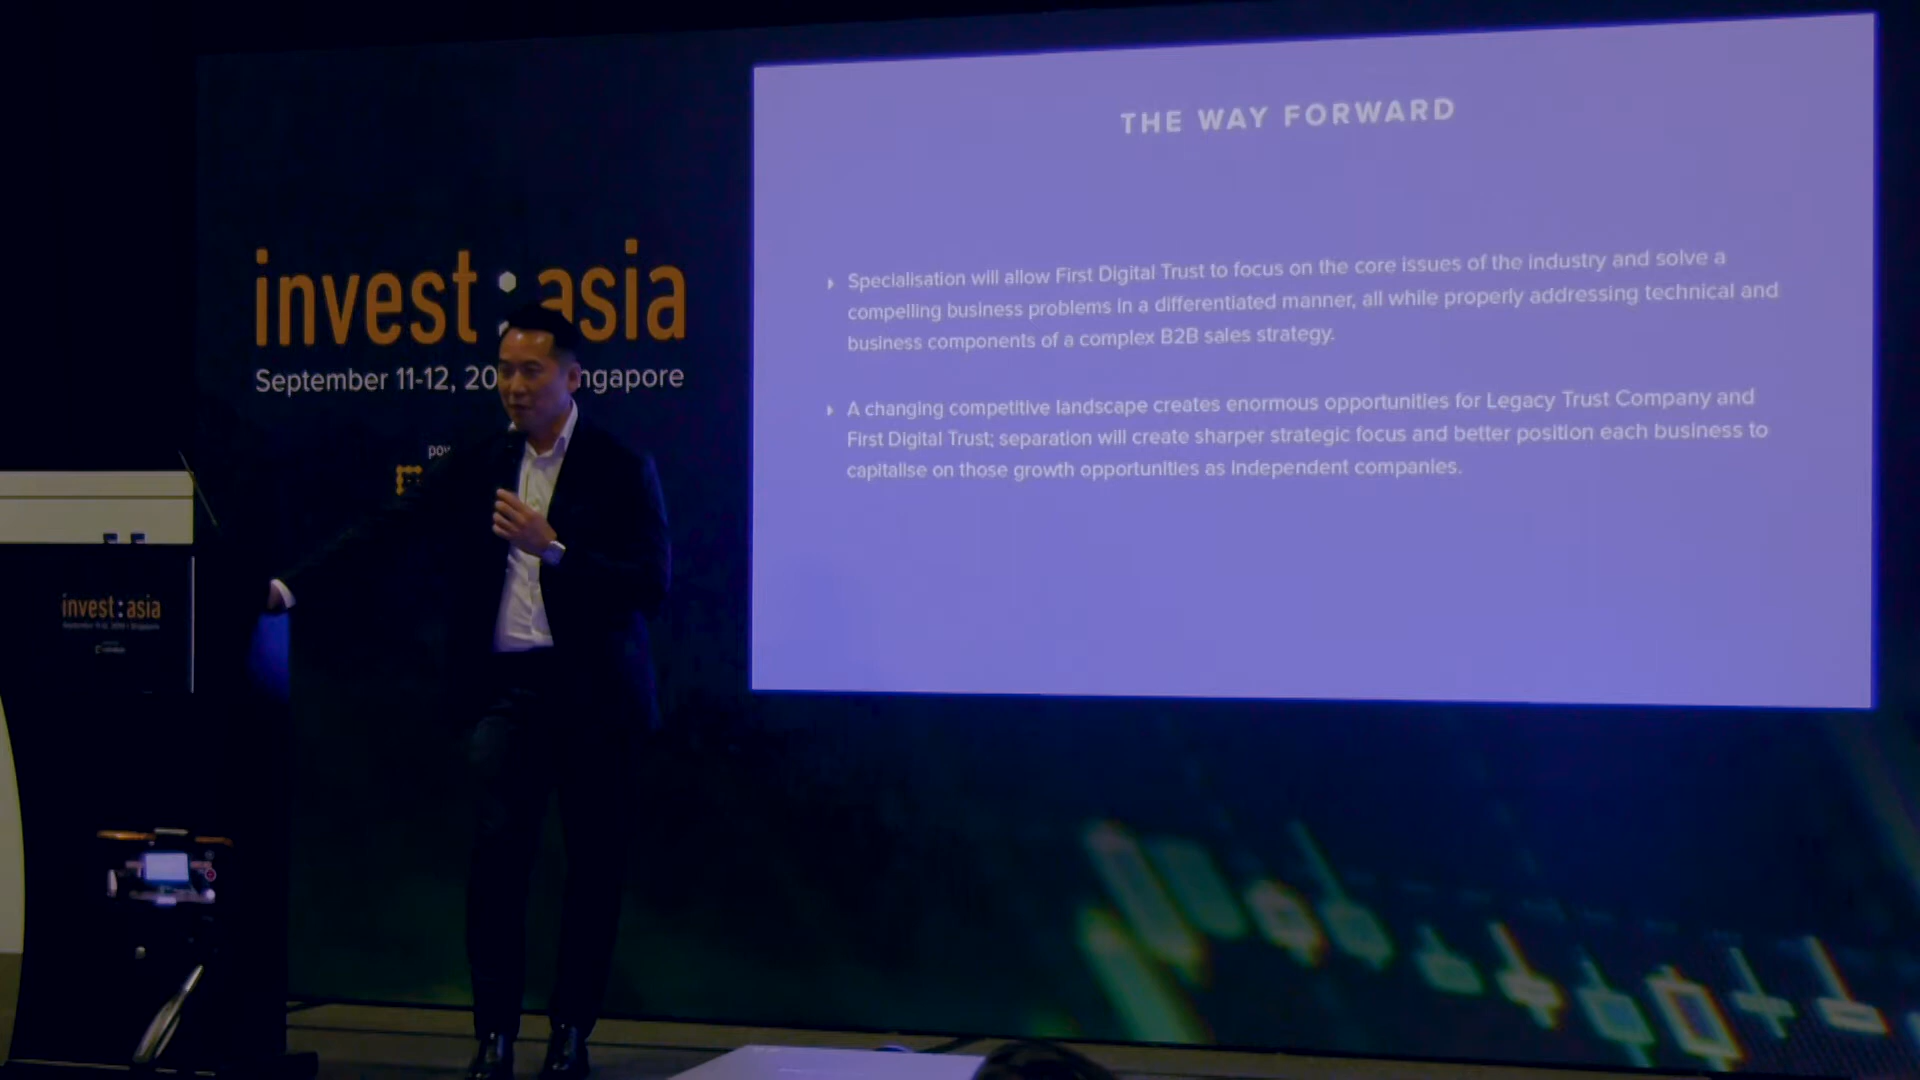 THE WAY FORWARD
Specialisation will allow First Digital Trust to focus on the core issues of the industry and solve a
compelling business problems in a differentiated manner, all while properly addressing technical and
business components of a complex B2B sales strategy.
A changing competitive landscape creates enormous opportunities for Legacy Trust Company and
First Digital Trust; separation will create sharper strategic focus and better position each business to
capitalise on those growth opportunities as independent companies.
invest:asia
September 11-12, 20 ngapore
pow
invest:asia